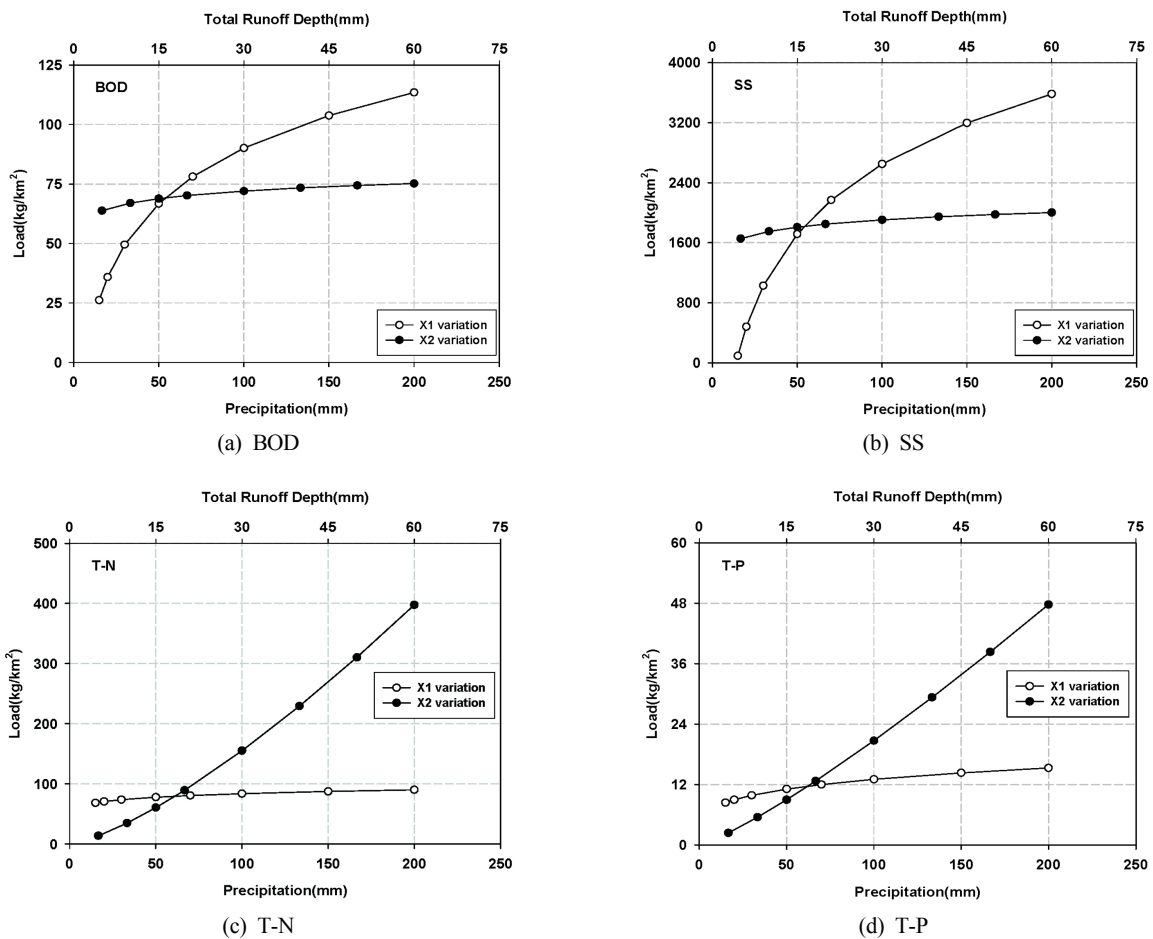 Total Runoff Depth(mm)
0 15 30 45 60 75
125
100
75
50
25
0
Load(kg/km²)
BOD
X1 variation
X2 variation
0 50 100 150 200 250
Precipitation(mm)
(a) BOD
Total Runoff Depth(mm)
0 15 30 45 60 75
4000
3200
2400
1600
800
0
Load(kg/km²)
SS
X1 variation
X2 variation
0 50 100 150 200 250
Precipitation(mm)
(b) SS
Total Runoff Depth(mm)
0 15 30 45 60 75
500
400
300
200
100
0
Load(kg/km²)
T-N
X1 variation
X2 variation
0 50 100 150 200 250
Precipitation(mm)
(c) T-N
Total Runoff Depth(mm)
0 15 30 45 60 75
60
48
36
24
12
0
Load(kg/km²)
T-P
X1 variation
X2 variation
0 50 100 150 200 250
Precipitation(mm)
(d) T-P